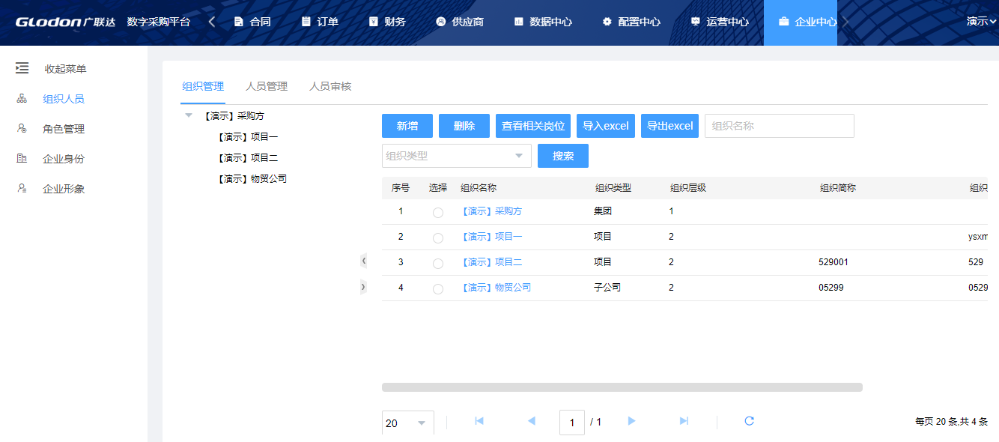 GLODON广联达 数字采购平台 合同 订单 财务 供应商 数据中心 配置中心 运营中心 企业中心 演示
收起菜单
组织人员
角色管理
企业身份
企业形象
组织管理 人员管理 人员审核
【演示】采购方
【演示】项目一
【演示】项目二
【演示】物贸公司
新增 删除 查看相关岗位 导入excel 导出excel 组织名称
组织类型 搜索
序号 选择 组织名称 组织类型 组织层级 组织简称 组织
1 【演示】采购方 集团 1
2 【演示】项目一 项目 2 ysxm
3 【演示】项目二 项目 2 529001 529
4 【演示】物贸公司 子公司 2 05299 0529
20 1 / 1 每页 20 条,共 4 条